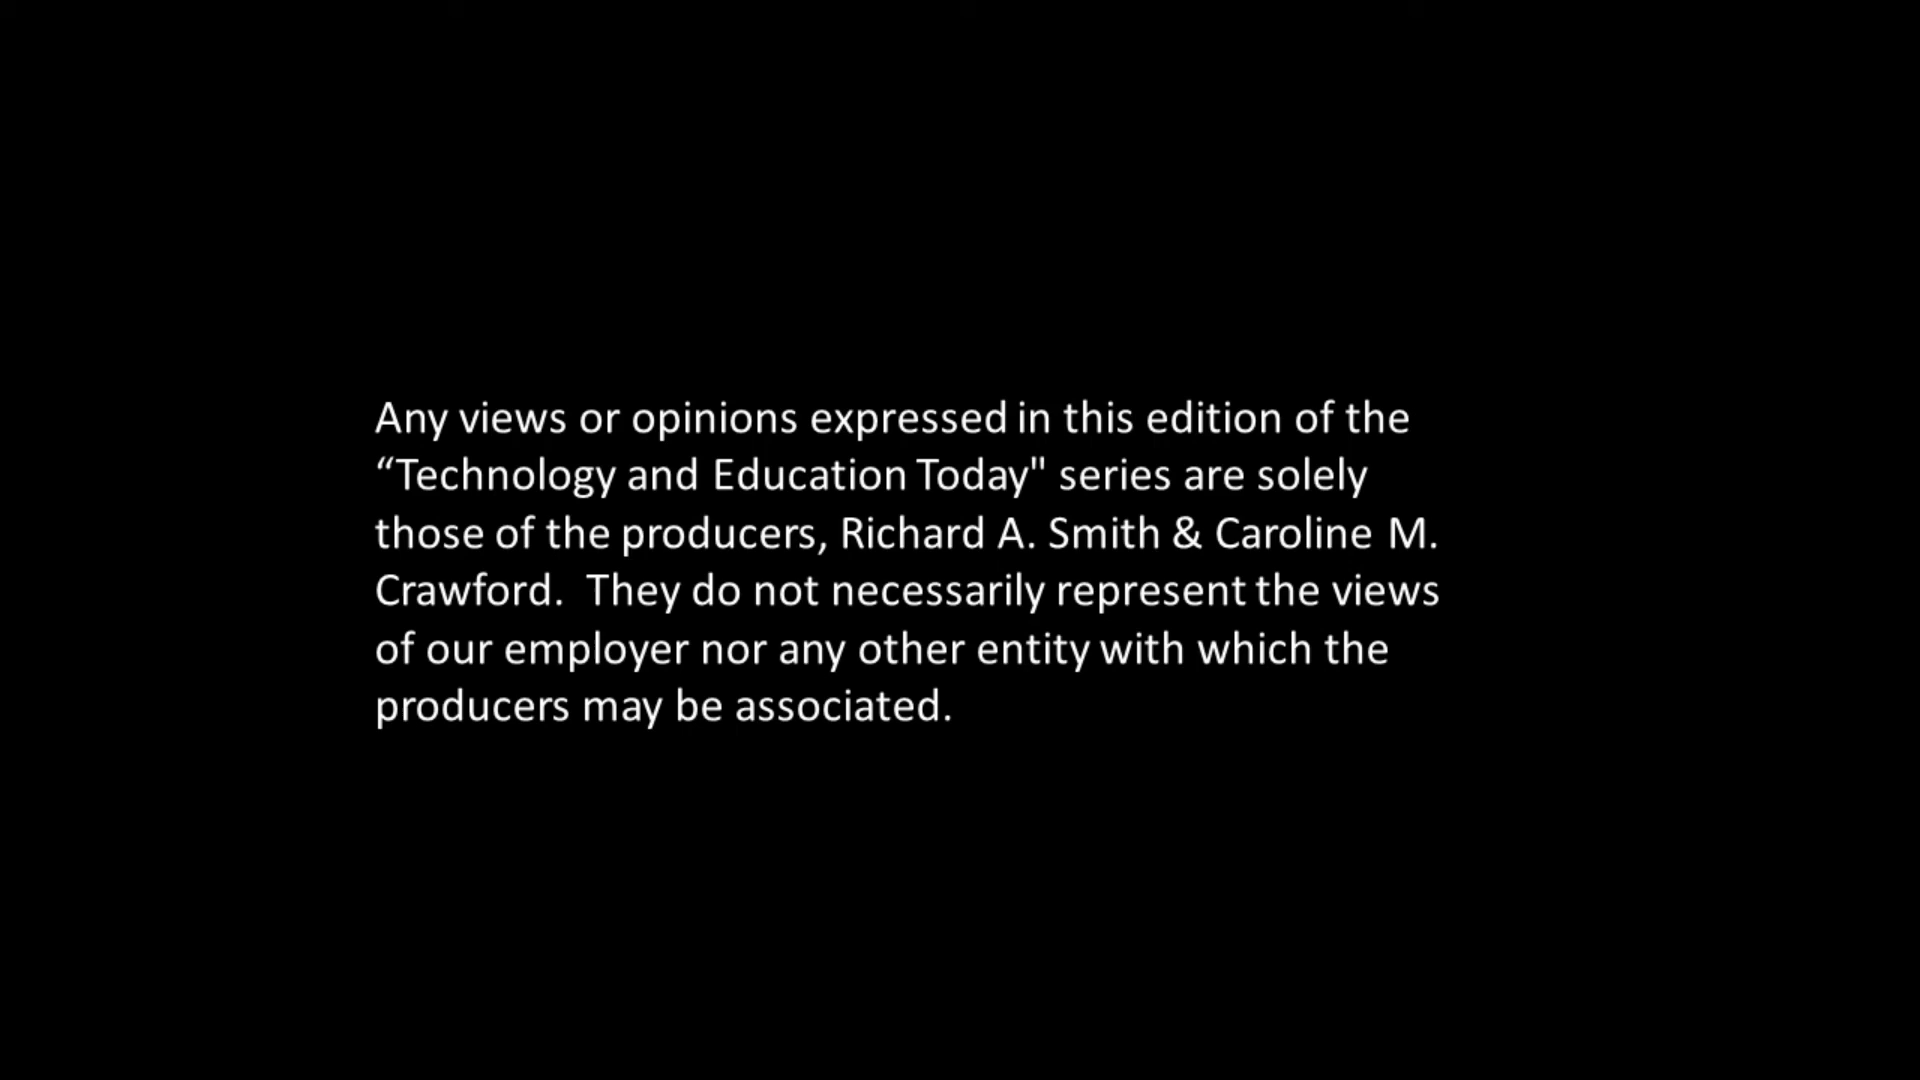 Any views or opinions expressed in this edition of the
“Technology and Education Today" series are solely
those of the producers, Richard A. Smith & Caroline M.
Crawford.  They do not necessarily represent the views
of our employer nor any other entity with which the
producers may be associated.